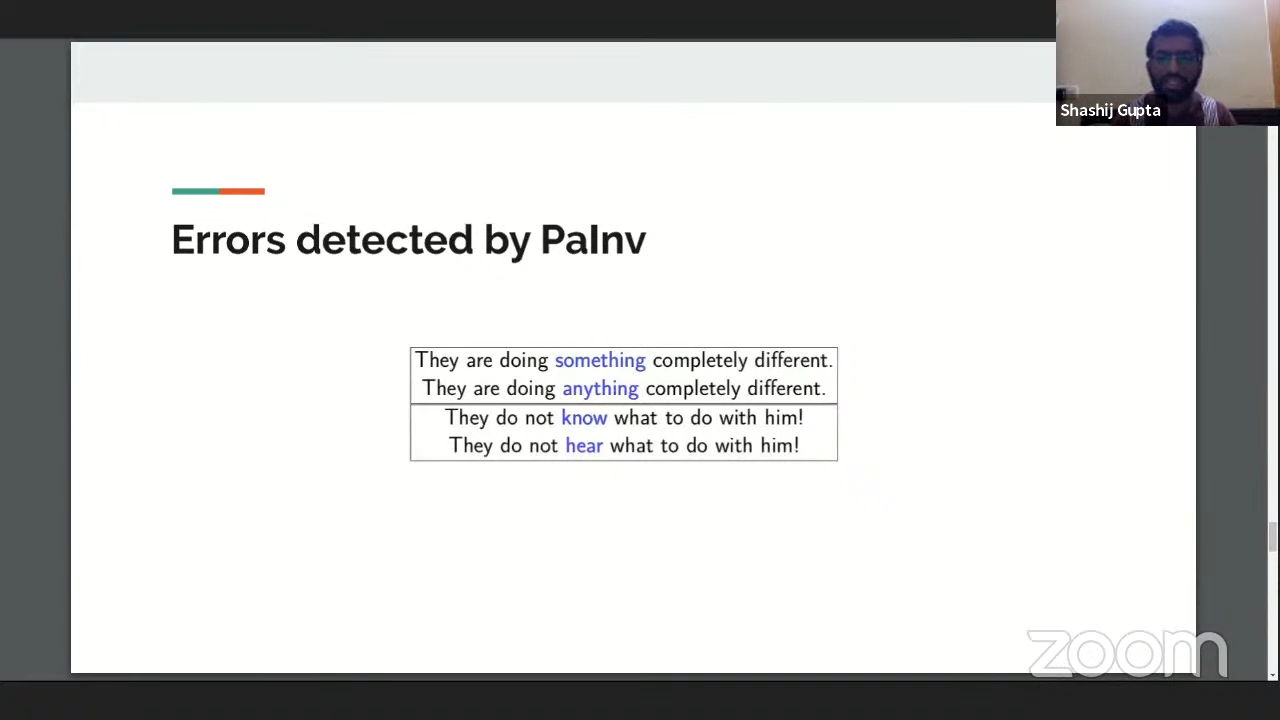 Shashij Gupta
Errors detected by PaInv
They are doing something completely different.
They are doing anything completely different.
They do not know what to do with him!
They do not hear what to do with him!
zoom